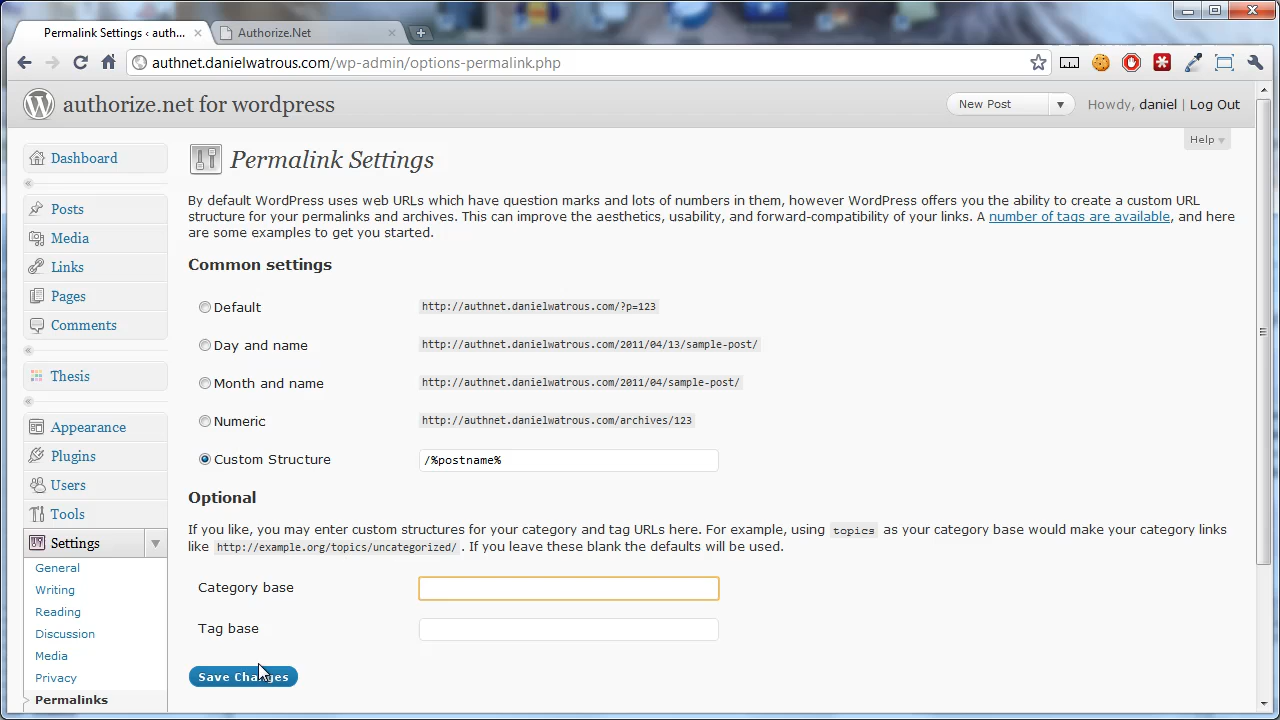 Permalink Settings ‹ auth...
Authorize.Net
authnet.danielwatrous.com/wp-admin/options-permalink.php
authorize.net for wordpress
New Post
Howdy, daniel | Log Out
Help
Dashboard
Posts
Media
Links
Pages
Comments
Thesis
Appearance
Plugins
Users
Tools
Settings
General
Writing
Reading
Discussion
Media
Privacy
Permalinks
Permalink Settings
By default WordPress uses web URLs which have question marks and lots of numbers in them, however WordPress offers you the ability to create a custom URL
structure for your permalinks and archives. This can improve the aesthetics, usability, and forward-compatibility of your links. A number of tags are available, and here
are some examples to get you started.
Common settings
Default http://authnet.danielwatrous.com/?p=123
Day and name http://authnet.danielwatrous.com/2011/04/13/sample-post/
Month and name http://authnet.danielwatrous.com/2011/04/sample-post/
Numeric http://authnet.danielwatrous.com/archives/123
Custom Structure /%postname%
Optional
If you like, you may enter custom structures for your category and tag URLs here. For example, using topics as your category base would make your category links
like http://example.org/topics/uncategorized/ . If you leave these blank the defaults will be used.
Category base
Tag base
Save Changes